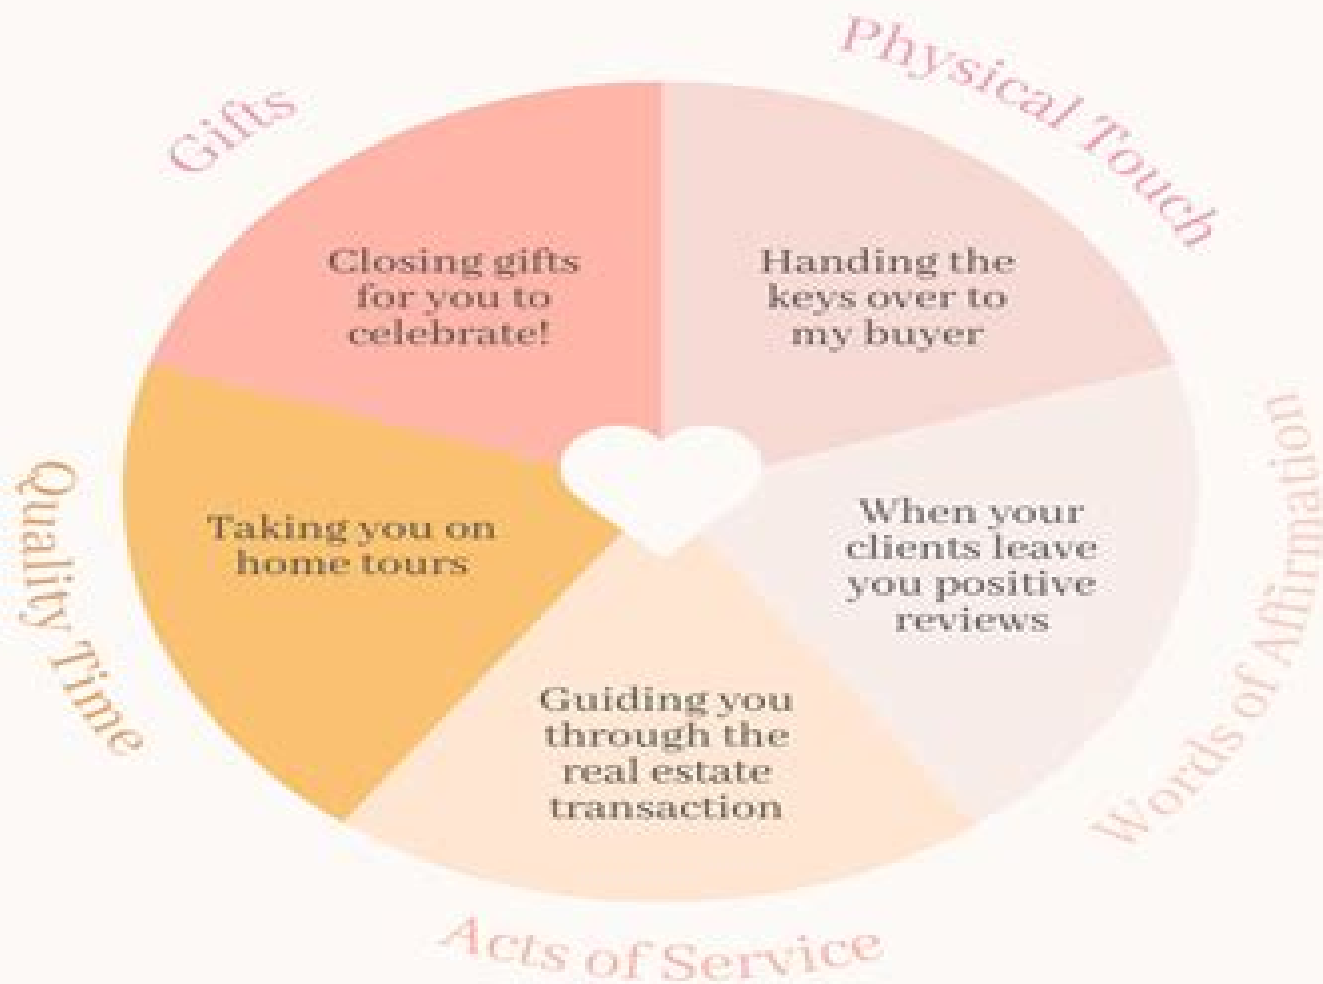 Physical Touch
Gifts
Closing gifts
for you to
celebrate!
Handing the
keys over to
my buyer
Words of Affirmation
When your
clients leave
you positive
reviews
Quality Time
Taking you on
home tours
Guiding you
through the
real estate
transaction
Acts of Service